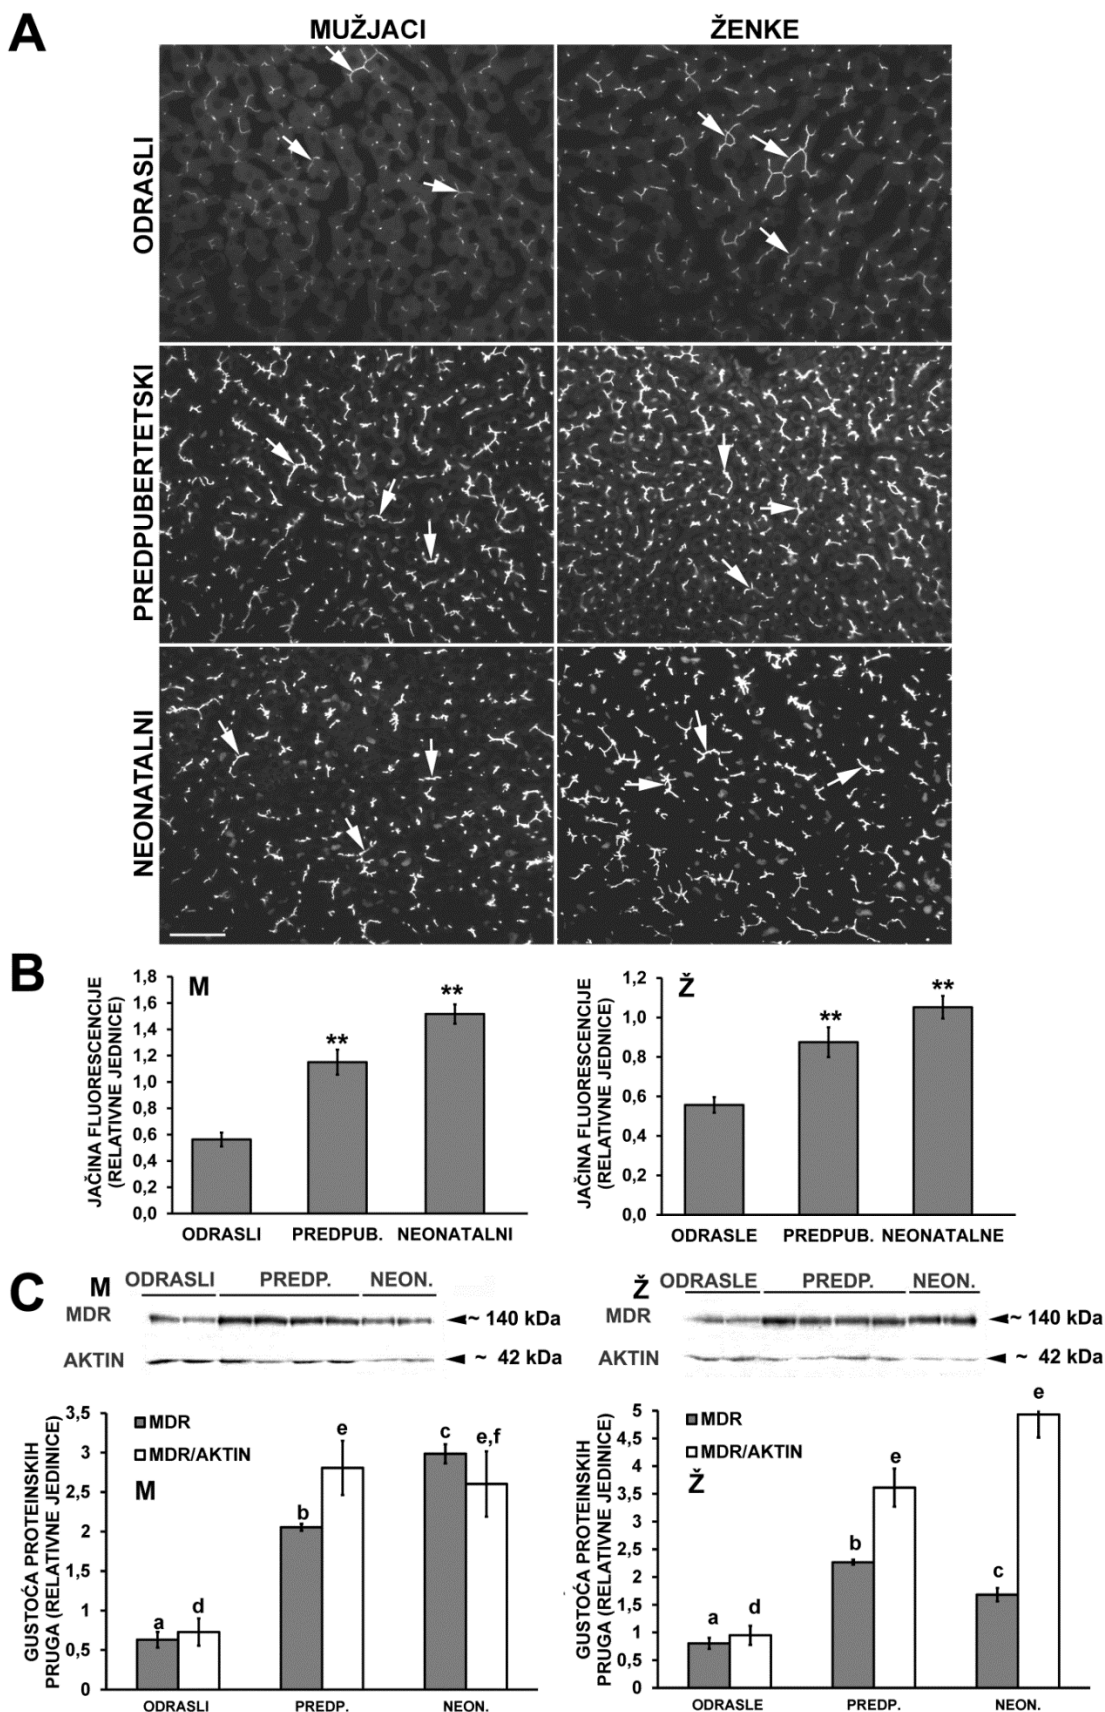 A
MUŽJACI
ŽENKE
ODRASLI
PREDPUBERTETSKI
NEONATALNI
B
JAČINA FLUORESCENCIJE
(RELATIVNE JEDNICE)
1,8
1,6
1,4
1,2
1,0
0,8
0,6
0,4
0,2
0,0
M
**
**
ODRASLI PREDPUB. NEONATALNI
JAČINA FLUORESCENCIJE
(RELATIVNE JEDNICE)
1,2
1,0
0,8
0,6
0,4
0,2
0,0
Ž
**
**
ODRASLE PREDPUB. NEONATALNE
C
M ODRASLI PREDP. NEON.
MDR ~ 140 kDa
AKTIN ~ 42 kDa
Ž ODRASLE PREDP. NEON.
MDR ~ 140 kDa
AKTIN ~ 42 kDa
GUSTOĆA PROTEINSKIH
PRUGA (RELATIVNE JEDINICE)
3,5
3
2,5
2
1,5
1
0,5
0
MDR
MDR/AKTIN
M
a d b e c e,f
ODRASLI PREDP. NEON.
GUSTOĆA PROTEINSKIH
PRUGA (RELATIVNE JEDINICE)
5
4,5
4
3,5
3
2,5
2
1,5
1
0,5
0
MDR
MDR/AKTIN
Ž
a d b e c e
ODRASLE PREDP. NEON.